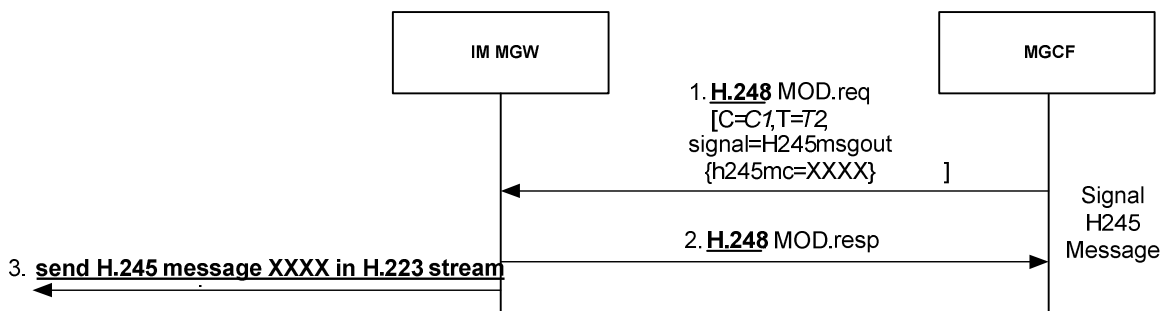 IM MGW
MGCF
1. H.248 MOD.req
[C=C1,T=T2,
signal=H245msgout
{h245mc=XXXX} ]
Signal
H245
Message
2. H.248 MOD.resp
3. send H.245 message XXXX in H.223 stream